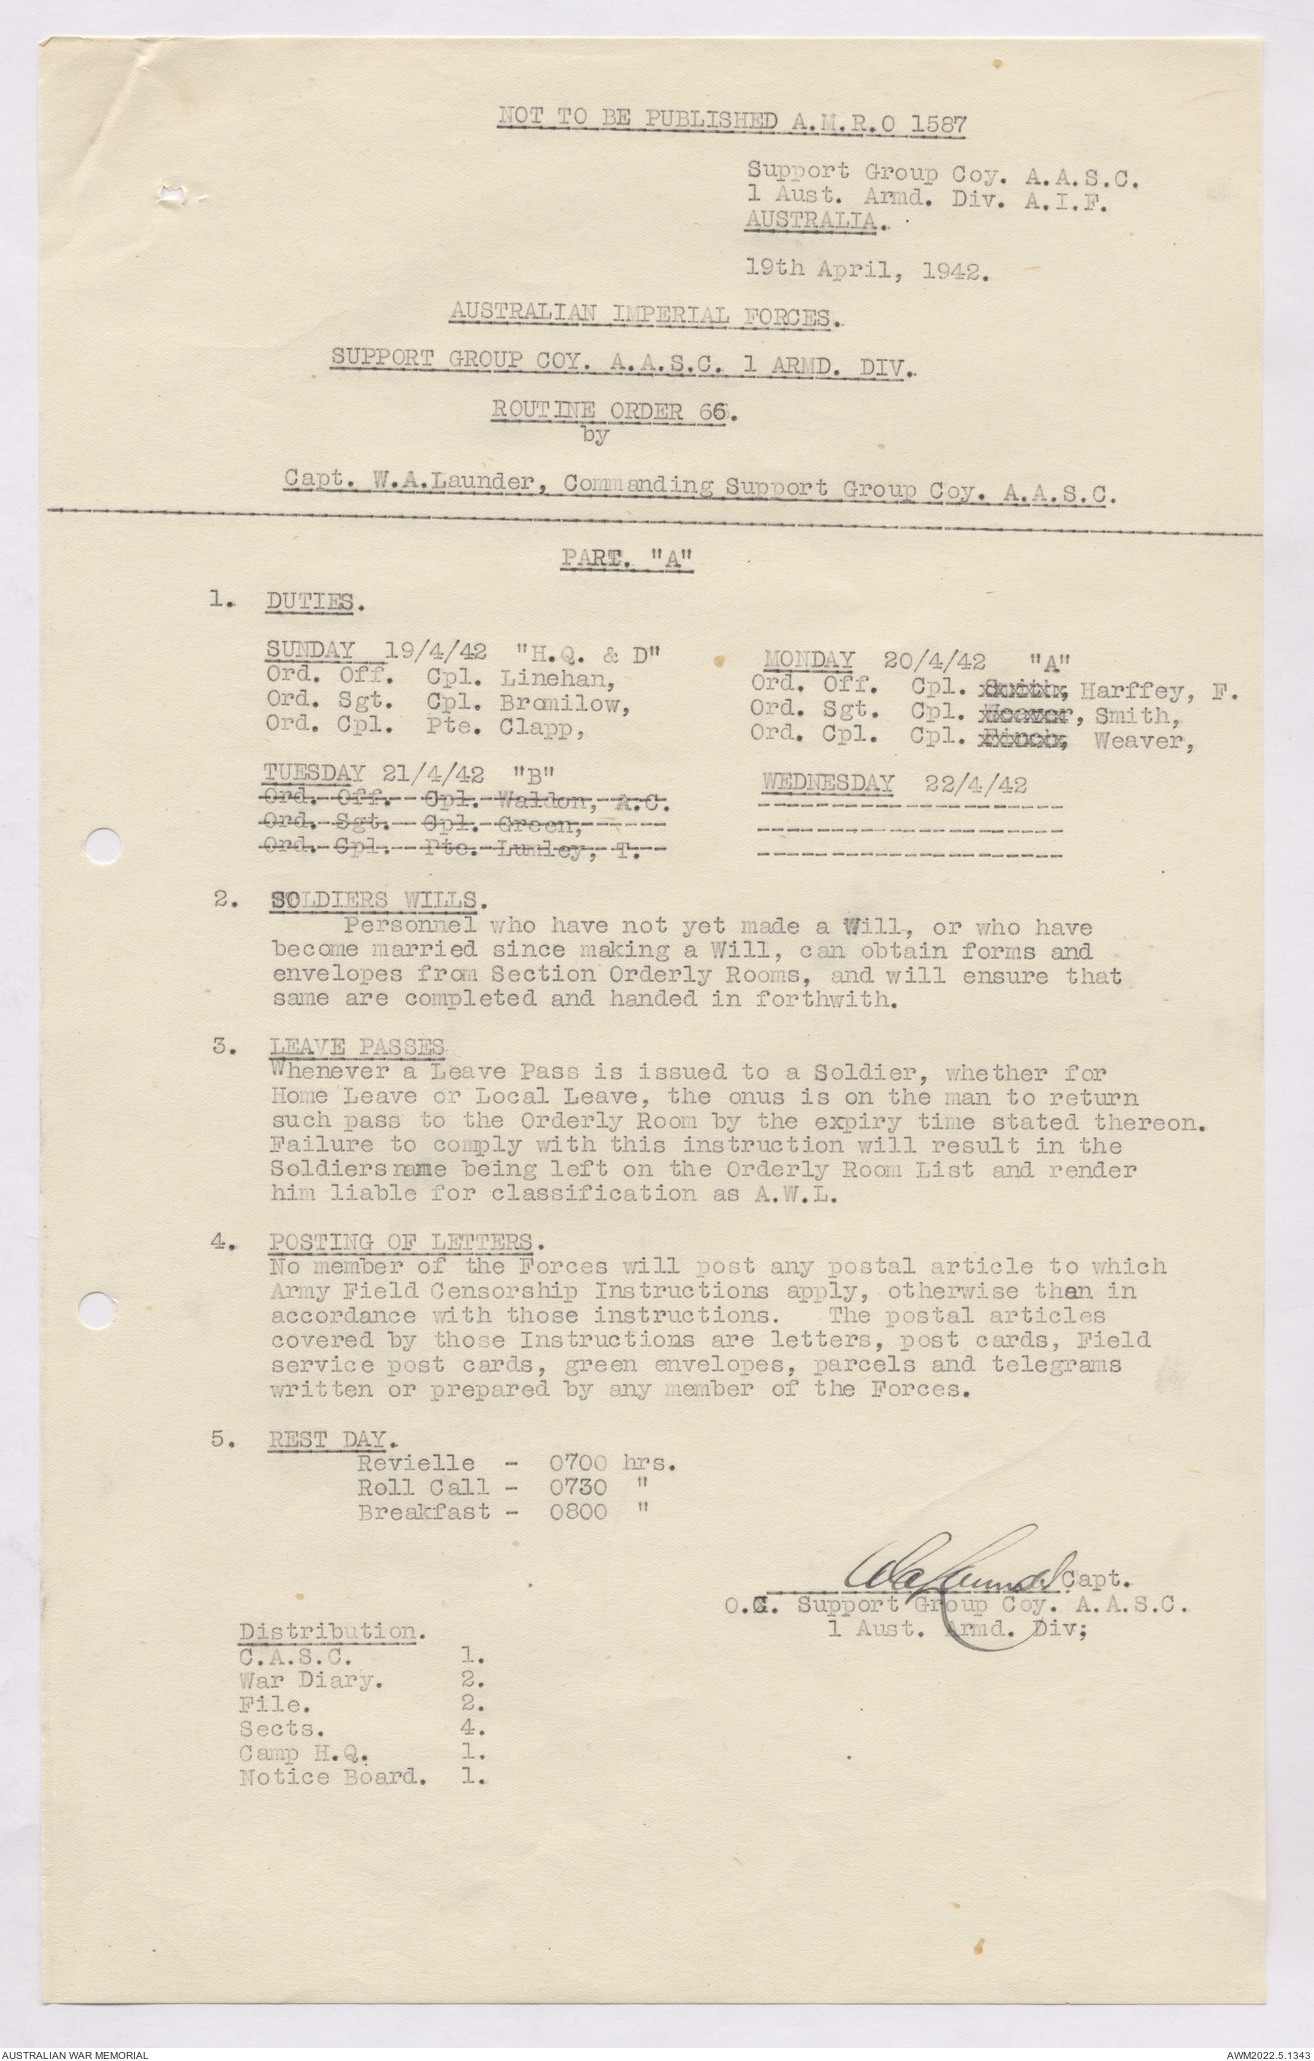 NOT TO BE PUBLISHED A.M.R.O 1587
Support Group Coy. A.A.S.C.
1 Aust. Armd. Div. A.I.F.
AUSTRALIA.
19th April, 1942.
AUSTRALIAN IMPERIAL FORCES.
SUPPORT GROUP COY. A.A.S.C. 1 ARMD. DIV.
ROUTINE ORDER 66.
by
Capt. W.A.Launder, Commanding Support Group Coy. A.A.S.C.
PART. "A"
1. DUTIES.
SUNDAY 19/4/42 "H.Q. & D"
Ord. Off. Cpl. Linehan,
Ord. Sgt. Cpl. Bromilow,
Ord. Cpl. Pte. Clapp,
MONDAY 20/4/42 "A"
Ord. Off. Cpl. Smith, Harffey, F.
Ord. Sgt. Cpl. Weaver, Smith,
Ord. Cpl. Cpl. Weaver,
TUESDAY 21/4/42 "B"
Ord. Off. Cpl. Waldon, A.C.
Ord. Sgt. Cpl. Green,
Ord. Cpl. Pte. Lumley, T.
WEDNESDAY 22/4/42
2. SOLDIERS WILLS.
Personnel who have not yet made a Will, or who have
become married since making a Will, can obtain forms and
envelopes from Section Orderly Rooms, and will ensure that
same are completed and handed in forthwith.
3. LEAVE PASSES
Whenever a Leave Pass is issued to a Soldier, whether for
Home Leave or Local Leave, the onus is on the man to return
such pass to the Orderly Room by the expiry time stated thereon.
Failure to comply with this instruction will result in the
Soldiers name being left on the Orderly Room List and render
him liable for classification as A.W.L.
4. POSTING OF LETTERS.
No member of the Forces will post any postal article to which
Army Field Censorship Instructions apply, otherwise than in
accordance with those instructions. The postal articles
covered by those Instructions are letters, post cards, Field
service post cards, green envelopes, parcels and telegrams
written or prepared by any member of the Forces.
5. REST DAY.
Revielle - 0700 hrs.
Roll Call - 0730 "
Breakfast - 0800 "
WALaunder Capt.
O.C. Support Group Coy. A.A.S.C.
1 Aust. Armd. Div;
Distribution.
C.A.S.C. 1.
War Diary. 2.
File. 2.
Sects. 4.
Camp H.Q. 1.
Notice Board. 1.
AUSTRALIAN WAR MEMORIAL
AWM2022.5.1343